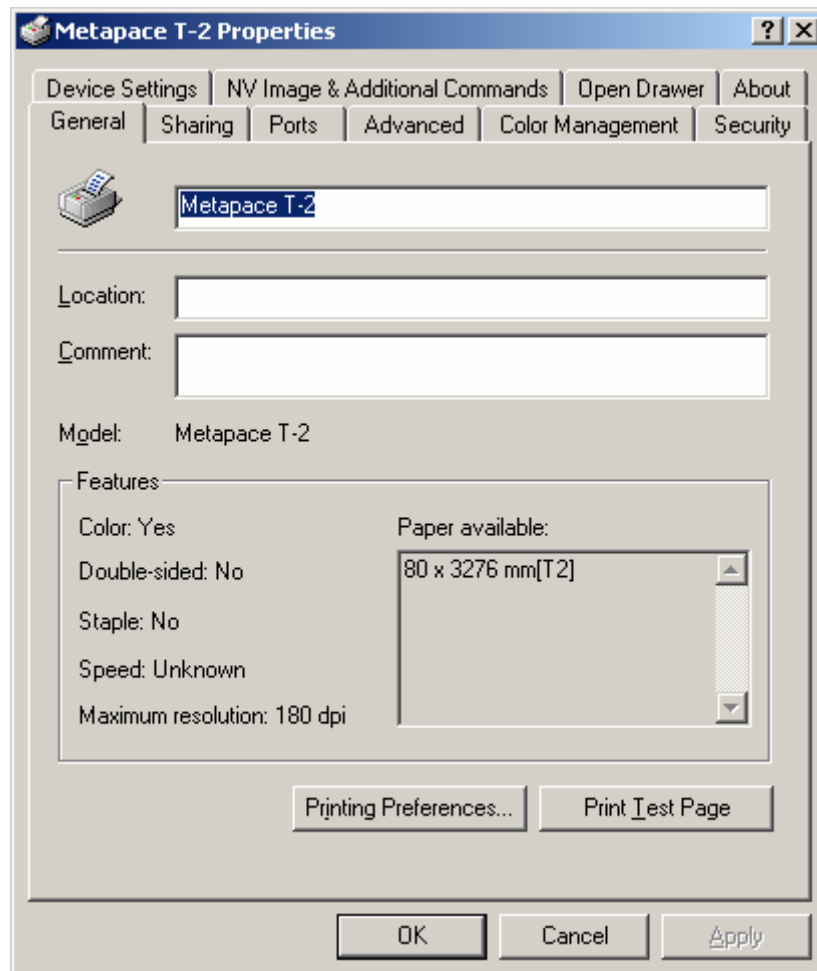 Metapace T-2 Properties
Device Settings NV Image & Additional Commands Open Drawer About
General Sharing Ports Advanced Color Management Security
Metapace T-2
Location:
Comment:
Model: Metapace T-2
Features
Color: Yes
Paper available:
Double-sided: No
80 x 3276 mm[T2]
Staple: No
Speed: Unknown
Maximum resolution: 180 dpi
Printing Preferences... Print Test Page
OK Cancel Apply